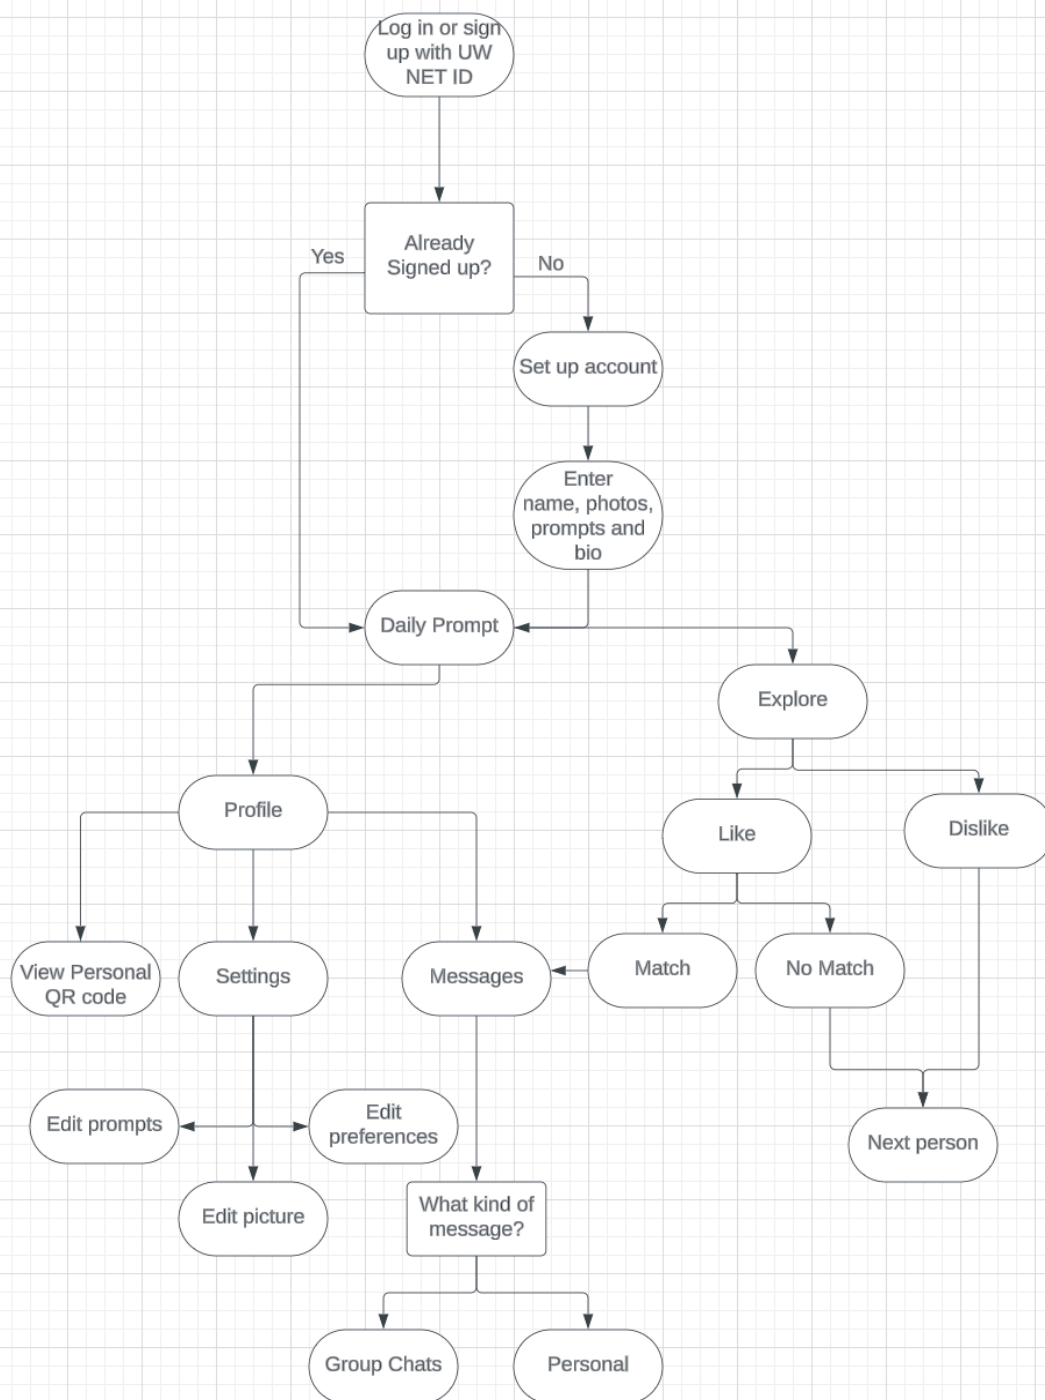 Log in or sign
up with UW
NET ID
Already
Signed up?
Yes
No
Set up account
Enter
name, photos,
prompts and
bio
Daily Prompt
Explore
Profile
Like
Dislike
View Personal
QR code
Settings
Messages
Match
No Match
Edit prompts
Edit
preferences
Next person
Edit picture
What kind of
message?
Group Chats
Personal